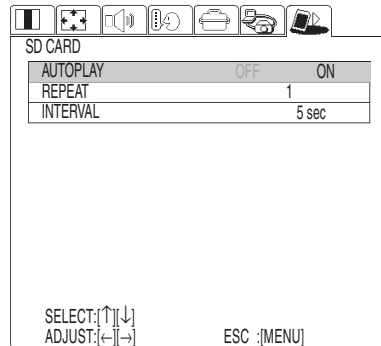 SD CARD
AUTOPLAY OFF ON
REPEAT 1
INTERVAL 5 sec
SELECT:[↑][↓]
ADJUST:[←][→] ESC :[MENU]